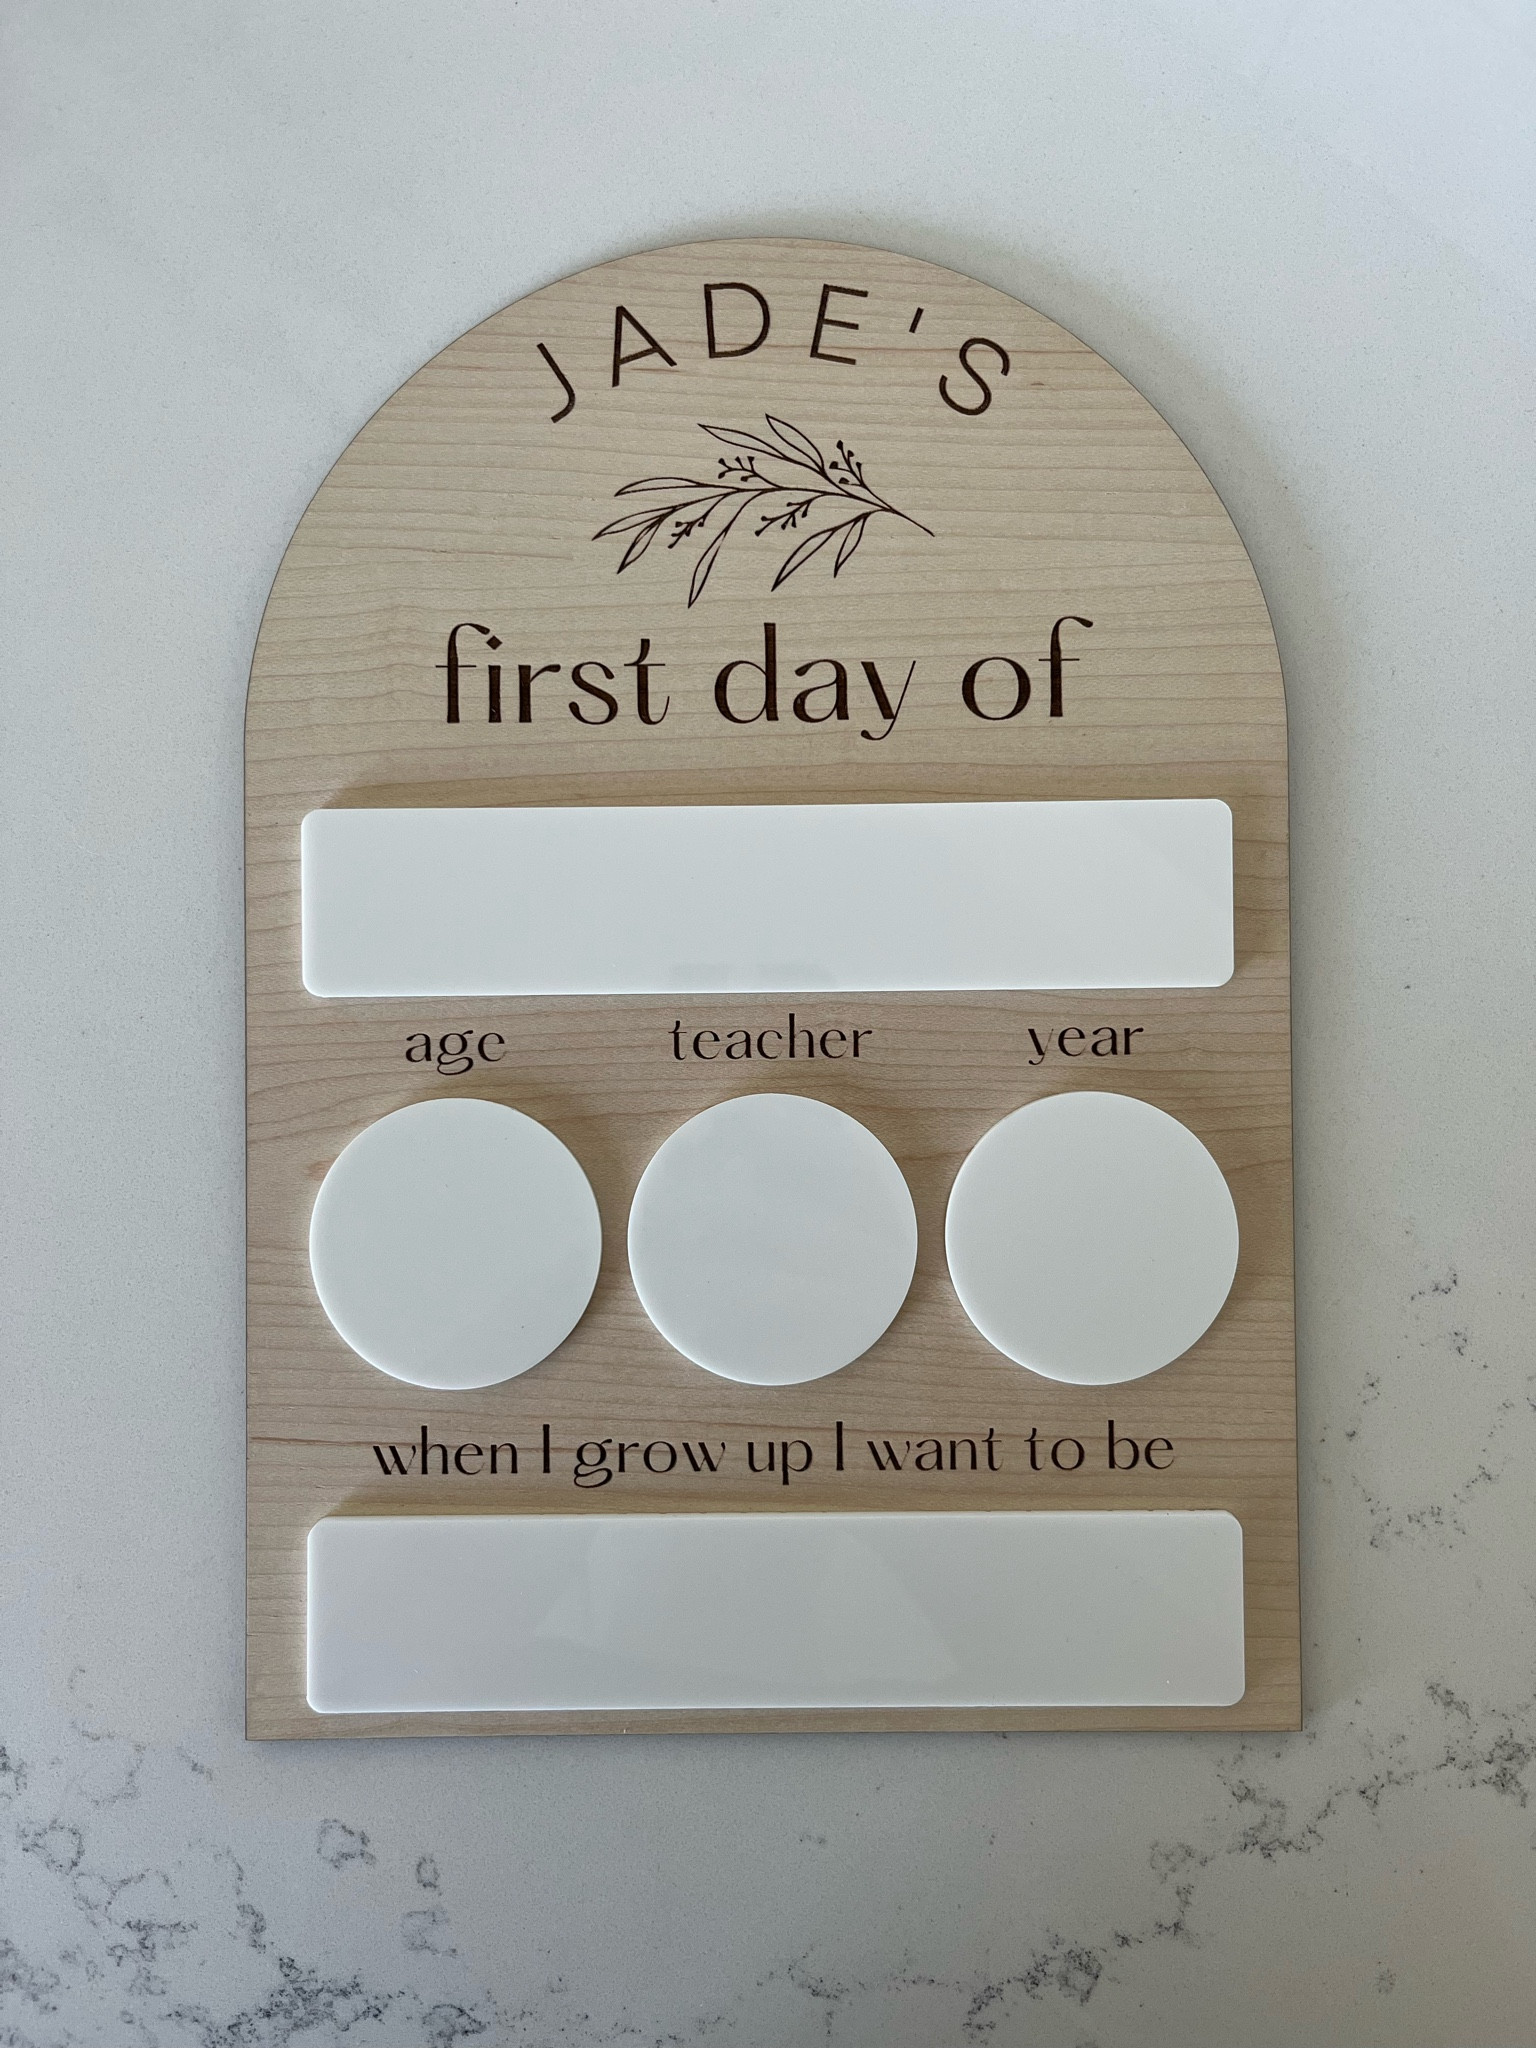 JADE'S
first day of
age teacher year
when I grow up I want to be